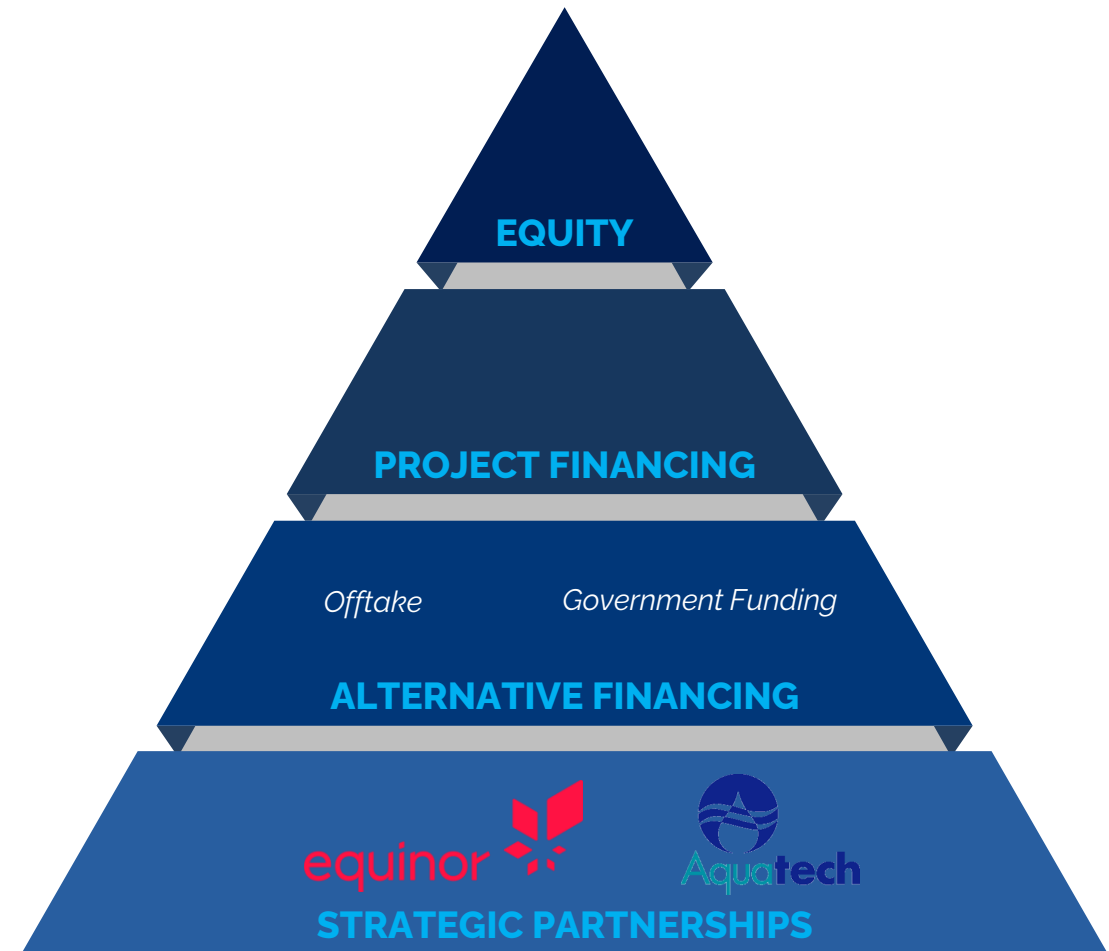 EQUITY
PROJECT FINANCING
Offtake
Government Funding
ALTERNATIVE FINANCING
equinor
Aquatech
STRATEGIC PARTNERSHIPS